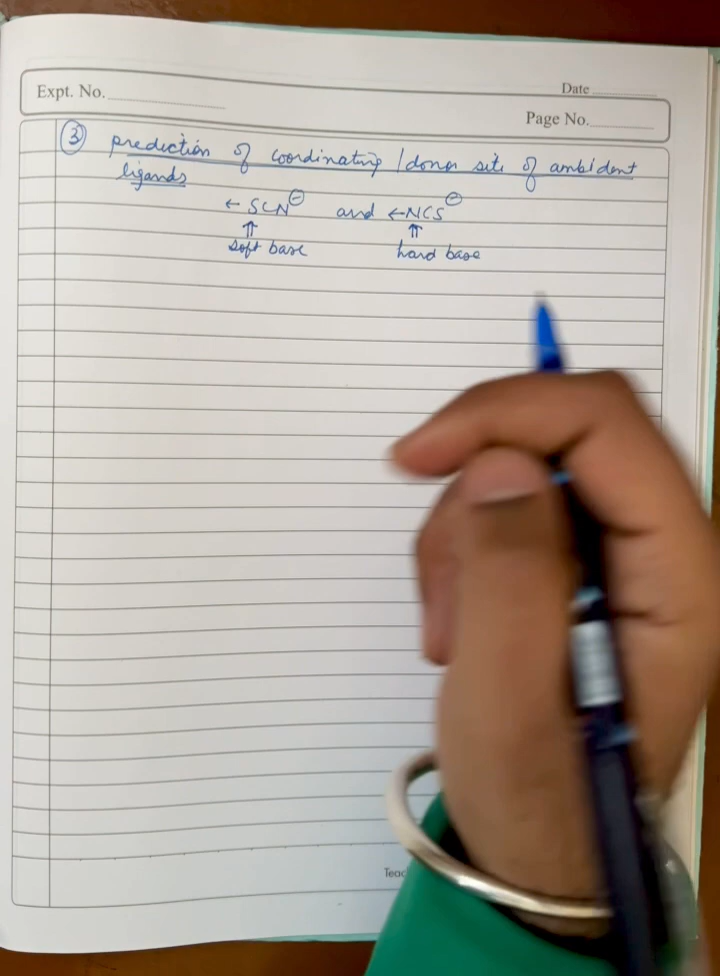 Expt. No.
Date
Page No.
③ prediction of coordinating / donor site of ambident
ligands
← SCN⊖ and ←NCS⊖
⇑ ⇑
soft base hard base
Teac